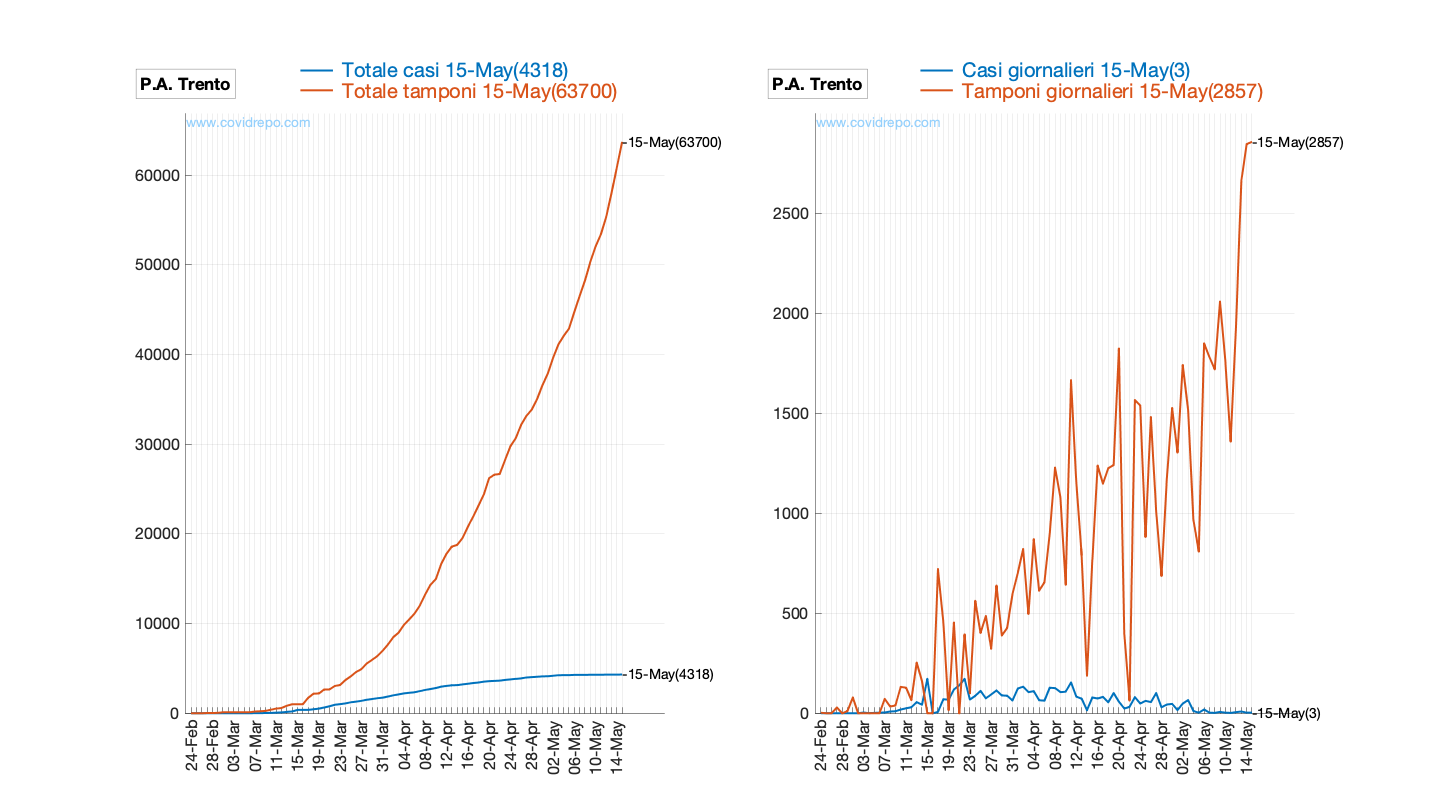 P.A. Trento
Totale casi 15-May(4318)
Totale tamponi 15-May(63700)
www.covidrepo.com
15-May(63700)
60000
50000
40000
30000
20000
10000
0
15-May(4318)
24-Feb
28-Feb
03-Mar
07-Mar
11-Mar
15-Mar
19-Mar
23-Mar
27-Mar
31-Mar
04-Apr
08-Apr
12-Apr
16-Apr
20-Apr
24-Apr
28-Apr
02-May
06-May
10-May
14-May
P.A. Trento
Casi giornalieri 15-May(3)
Tamponi giornalieri 15-May(2857)
www.covidrepo.com
15-May(2857)
2500
2000
1500
1000
500
0
15-May(3)
24-Feb
28-Feb
03-Mar
07-Mar
11-Mar
15-Mar
19-Mar
23-Mar
27-Mar
31-Mar
04-Apr
08-Apr
12-Apr
16-Apr
20-Apr
24-Apr
28-Apr
02-May
06-May
10-May
14-May